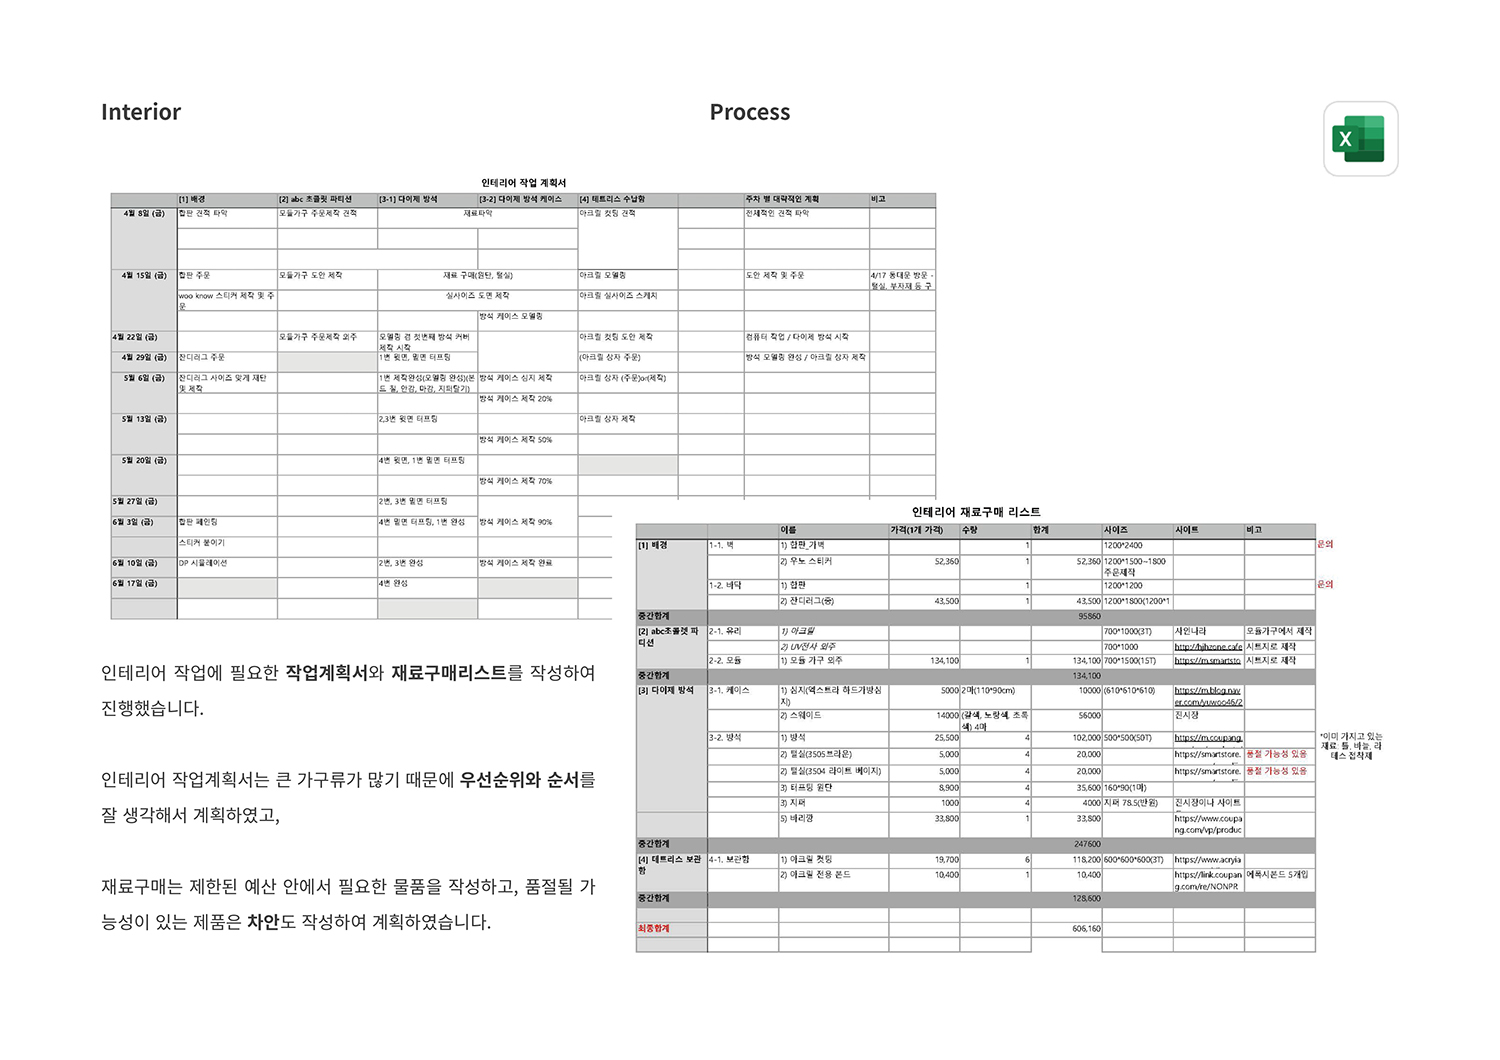 Interior
Process
X
인테리어 작업 계획서
[1] 배경 [2] abc 초콜릿 파티션 [3-1] 다이제 방석 [3-2] 다이제 방석 케이스 [4] 테트리스 수납함 주차 별 대략적인 계획 비고
4월 8일 (금) 합판 견적 파악 모듈가구 주문제작 견적 재료파악 아크릴 컷팅 견적 전체적인 견적 파악
4월 15일 (금) 합판 주문 모듈가구 도안 제작 재료 구매(원단, 털실) 아크릴 모델링 도안 제작 및 주문 4/17 동대문 방문 -
털실, 부자재 등 구
woo know 스티커 제작 및 주 실사이즈 도면 제작 아크릴 실사이즈 스케치
문
방석 케이스 모델링
4월 22일 (금) 모듈가구 주문제작 외주 모델링 겸 첫번째 방석 커버 아크릴 컷팅 도안 제작 컴퓨터 작업 / 다이제 방석 시작
제작 시작
4월 29일 (금) 잔디러그 주문 1번 윗면, 밑면 터프팅 (아크릴 상자 주문) 방석 모델링 완성 / 아크릴 상자 제작
5월 6일 (금) 잔디러그 사이즈 맞게 재단 1번 제작완성(모델링 완성)(본 방석 케이스 심지 제작 아크릴 상자 (주문)or(제작)
및 제작 드 칠, 안감, 마감, 지퍼달기)
방석 케이스 제작 20%
5월 13일 (금) 2,3번 윗면 터프팅 아크릴 상자 제작
방석 케이스 제작 50%
5월 20일 (금) 4번 윗면, 1번 밑면 터프팅
방석 케이스 제작 70%
5월 27일 (금) 2번, 3번 밑면 터프팅
6월 3일 (금) 합판 페인팅 4번 밑면 터프팅, 1번 완성 방석 케이스 제작 90%
스티커 붙이기
6월 10일 (금) DP 시뮬레이션 2번, 3번 완성 방석 케이스 제작 완료
6월 17일 (금) 4번 완성
인테리어 재료구매 리스트
이름 가격(1개 가격) 수량 합계 사이즈 사이트 비고
[1] 배경 1-1. 벽 1) 합판_가벽 1 1200*2400 문의
2) 우노 스티커 52,360 1 52,360 1200*1500~1800
주문제작
1-2. 바닥 1) 합판 1 1200*1200 문의
2) 잔디러그(중) 43,500 1 43,500 1200*1800(1200*1
중간합계 95860
[2] abc초콜렛 파 2-1. 유리 1) 아크릴 700*1000(3T) 사인나라 모듈가구에서 제작
티션
2) UV전사 외주 700*1000 http://hjhzone.cafe 시트지로 제작
2-2. 모듈 1) 모듈 가구 외주 134,100 1 134,100 700*1500(15T) https://m.smartsto 시트지로 제작
중간합계 134,100
[3] 다이제 방석 3-1. 케이스 1) 심지(엑스트라 하드가방심 5000 2마(110*90cm) 10000 (610*610*610) https://m.blog.nav
지) er.com/yuwoo46/2
2) 스웨이드 14000 (갈색, 노랑색, 초록 56000 진시장
색) 4마
3-2. 방석 1) 방석 25,500 4 102,000 500*500(50T) https://m.coupang.
2) 털실(3505브라운) 5,000 4 20,000 https://smartstore. 품절 가능성 있음
2) 털실(3504 라이트 베이지) 5,000 4 20,000 https://smartstore. 품절 가능성 있음
3) 터프팅 원단 8,900 4 35,600 160*90(1마)
3) 지퍼 1000 4 4000 지퍼 78.5(만원) 진시장이나 사이트
5) 바리깡 33,800 1 33,800 https://www.coupa
ng.com/vp/produc
*이미 가지고 있는
재료: 틀, 바늘, 라
텍스 접착제
중간합계 247600
[4] 테트리스 보관 4-1. 보관함 1) 아크릴 컷팅 19,700 6 118,200 600*600*600(3T) https://www.acryla
함
2) 아크릴 전용 본드 10,400 1 10,400 https://link.coupan 에폭시본드 5개입
g.com/re/NONPR
중간합계 128,600
최종합계 606,160
인테리어 작업에 필요한 작업계획서와 재료구매리스트를 작성하여
진행했습니다.
인테리어 작업계획서는 큰 가구류가 많기 때문에 우선순위와 순서를
잘 생각해서 계획하였고,
재료구매는 제한된 예산 안에서 필요한 물품을 작성하고, 품절될 가
능성이 있는 제품은 차안도 작성하여 계획하였습니다.